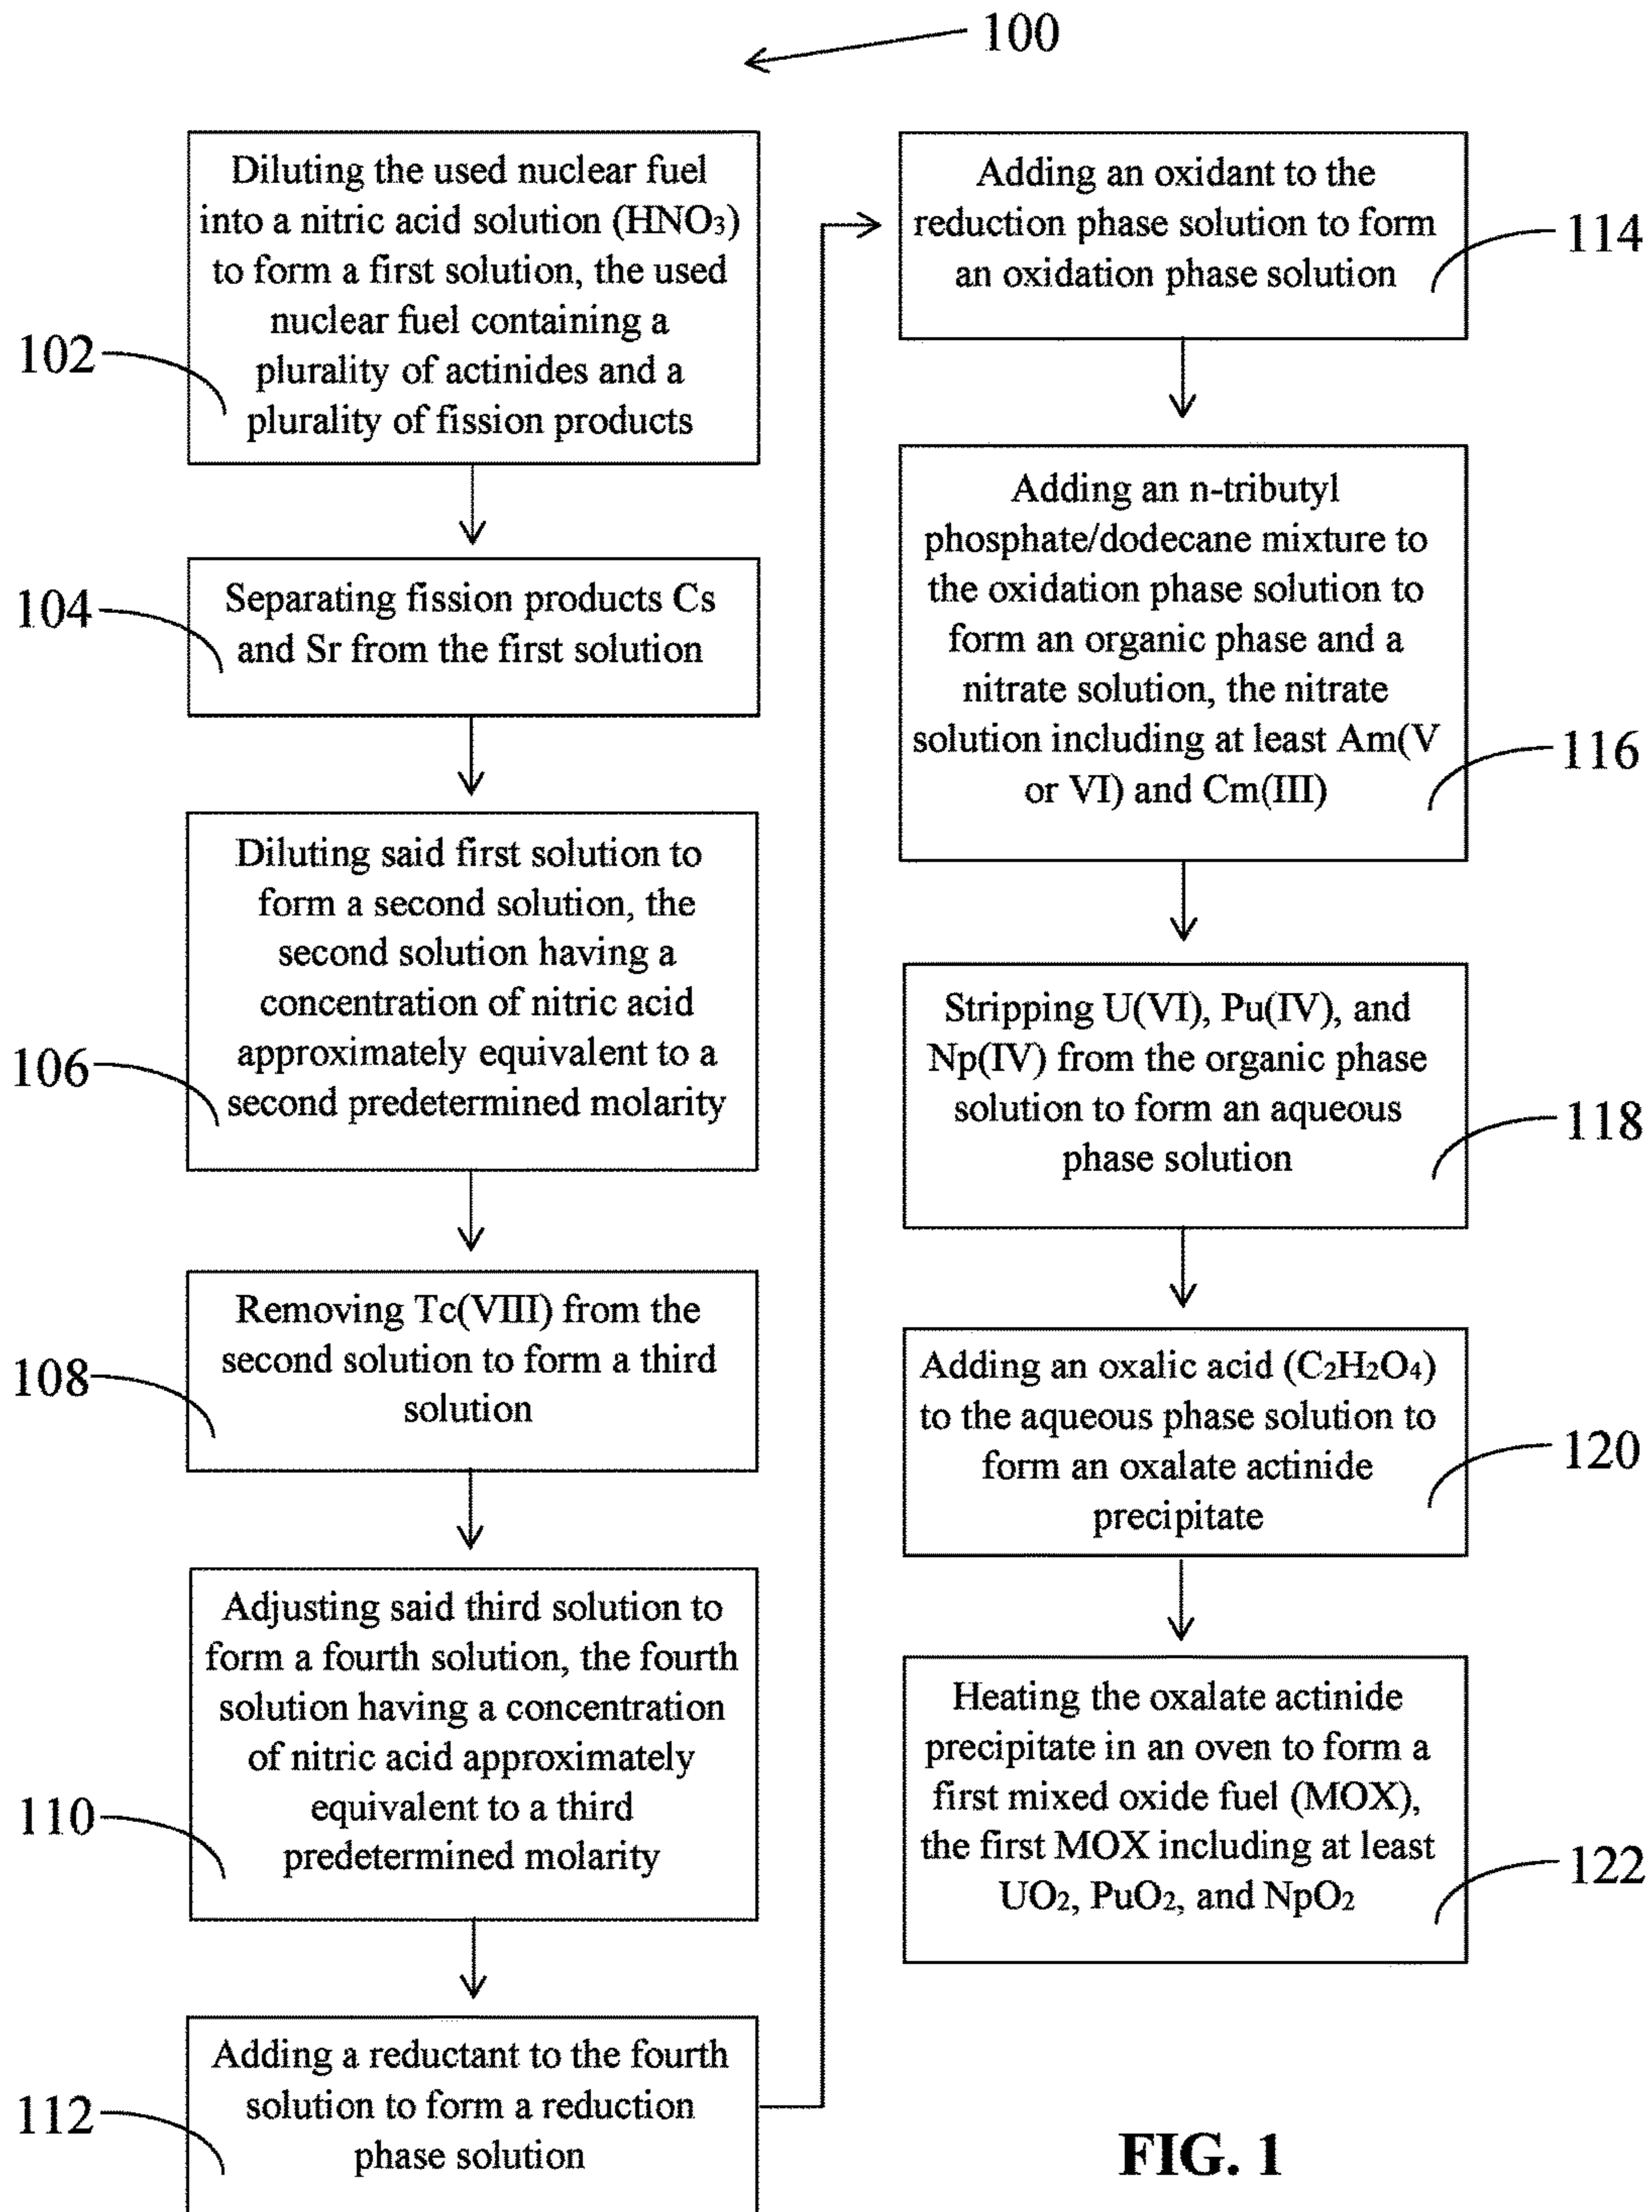 100
Diluting the used nuclear fuel
into a nitric acid solution (HNO₃)
to form a first solution, the used
nuclear fuel containing a
plurality of actinides and a
plurality of fission products
102
Separating fission products Cs
and Sr from the first solution
104
Diluting said first solution to
form a second solution, the
second solution having a
concentration of nitric acid
approximately equivalent to a
second predetermined molarity
106
Removing Tc(VIII) from the
second solution to form a third
solution
108
Adjusting said third solution to
form a fourth solution, the fourth
solution having a concentration
of nitric acid approximately
equivalent to a third
predetermined molarity
110
Adding a reductant to the fourth
solution to form a reduction
phase solution
112
Adding an oxidant to the
reduction phase solution to form
an oxidation phase solution
114
Adding an n-tributyl
phosphate/dodecane mixture to
the oxidation phase solution to
form an organic phase and a
nitrate solution, the nitrate
solution including at least Am(V
or VI) and Cm(III)
116
Stripping U(VI), Pu(IV), and
Np(IV) from the organic phase
solution to form an aqueous
phase solution
118
Adding an oxalic acid (C₂H₂O₄)
to the aqueous phase solution to
form an oxalate actinide
precipitate
120
Heating the oxalate actinide
precipitate in an oven to form a
first mixed oxide fuel (MOX),
the first MOX including at least
UO₂, PuO₂, and NpO₂
122
FIG. 1